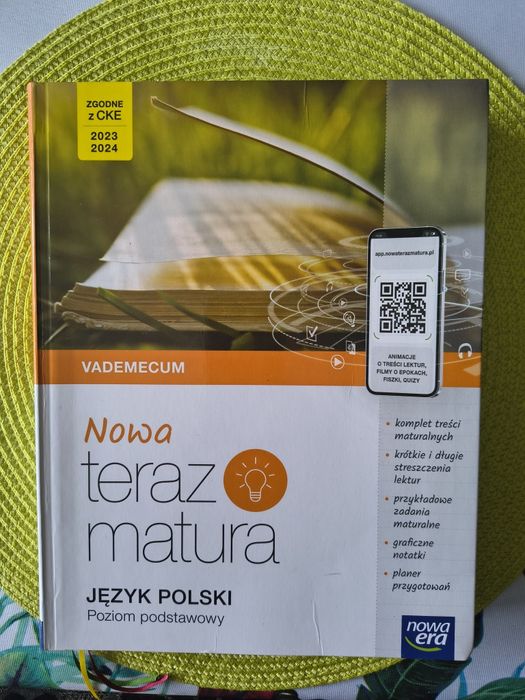 ZGODNE
z CKE
2023
2024
app.nowaterazmatura.pl
ANIMACJE
O TREŚCI LEKTUR,
FILMY O EPOKACH,
FISZKI, QUIZY
VADEMECUM
Nowa
teraz
matura
JĘZYK POLSKI
Poziom podstawowy
• komplet treści
maturalnych
• krótkie i długie
streszczenia
lektur
• przykładowe
zadania
maturalne
• graficzne
notatki
• planer
przygotowań
nowa
era